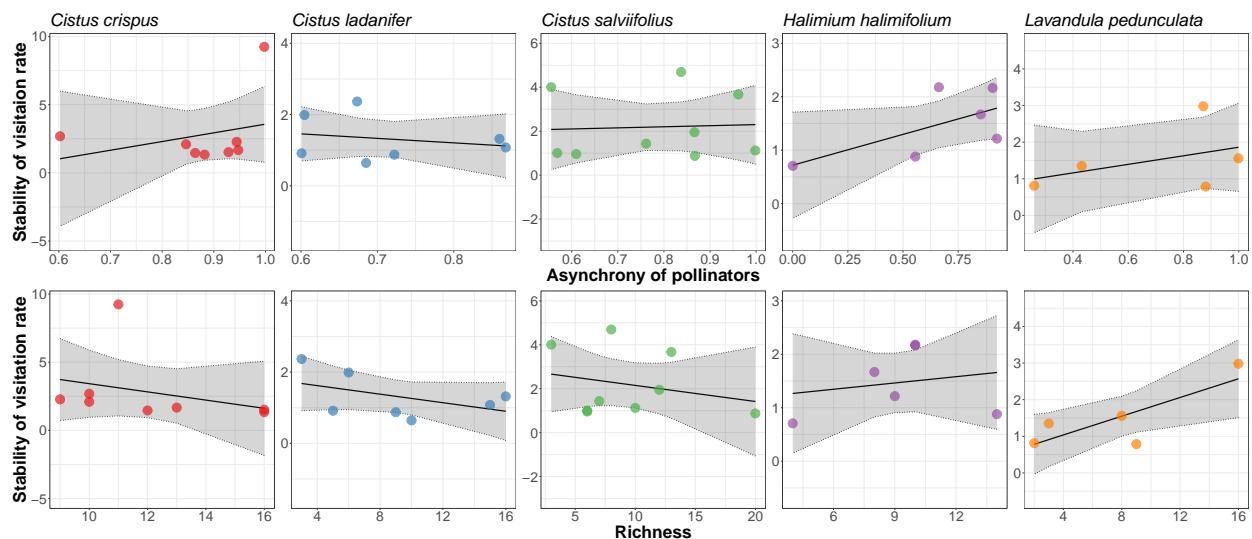 Cistus crispus Cistus ladanifer Cistus salviifolius Halimium halimifolium Lavandula pedunculata
Stability of visitaion rate
10
5
0
−5
0.6 0.7 0.8 0.9 1.0
4
2
0
0.6 0.7 0.8
6
4
2
0
−2
0.6 0.7 0.8 0.9 1.0
3
2
1
0
0.00 0.25 0.50 0.75
4
3
2
1
0
0.4 0.6 0.8 1.0
Asynchrony of pollinators
Stability of visitation rate
10
5
0
−5
10 12 14 16
4
2
0
4 8 12 16
6
4
2
0
−2
5 10 15 20
3
2
1
0
6 9 12
4
3
2
1
0
4 8 12 16
Richness